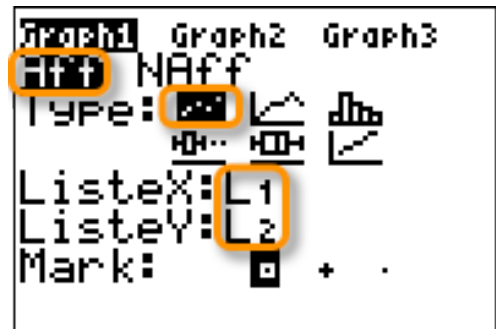 Graph1 Graph2 Graph3
Aff NAff
Type:
ListeX:L1
ListeY:L2
Mark: + ·